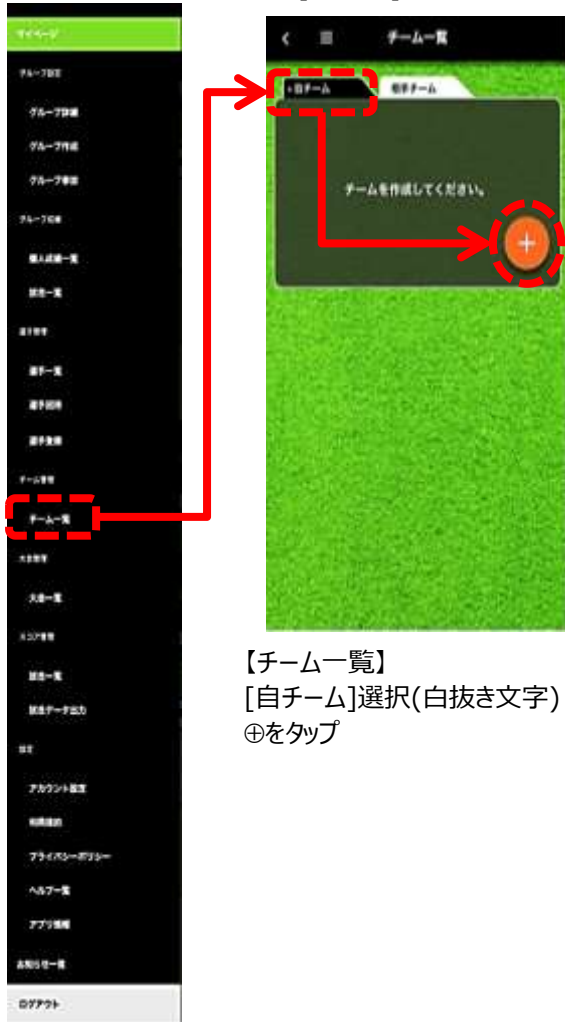 マイページ
グループ設定
グループ詳細
グループ作成
グループ事務
グループ成績
個人成績一覧
試合一覧
選手管理
選手一覧
選手招待
選手登録
チーム管理
チーム一覧
大会管理
大会一覧
スコア管理
試合一覧
試合データ出力
設定
アカウント設定
利用規約
プライバシーポリシー
ヘルプ一覧
アプリ情報
お知らせ一覧
ログアウト
チーム一覧
自チーム
相手チーム
チームを作成してください。
【チーム一覧】
[自チーム]選択(白抜き文字)
⊕をタップ